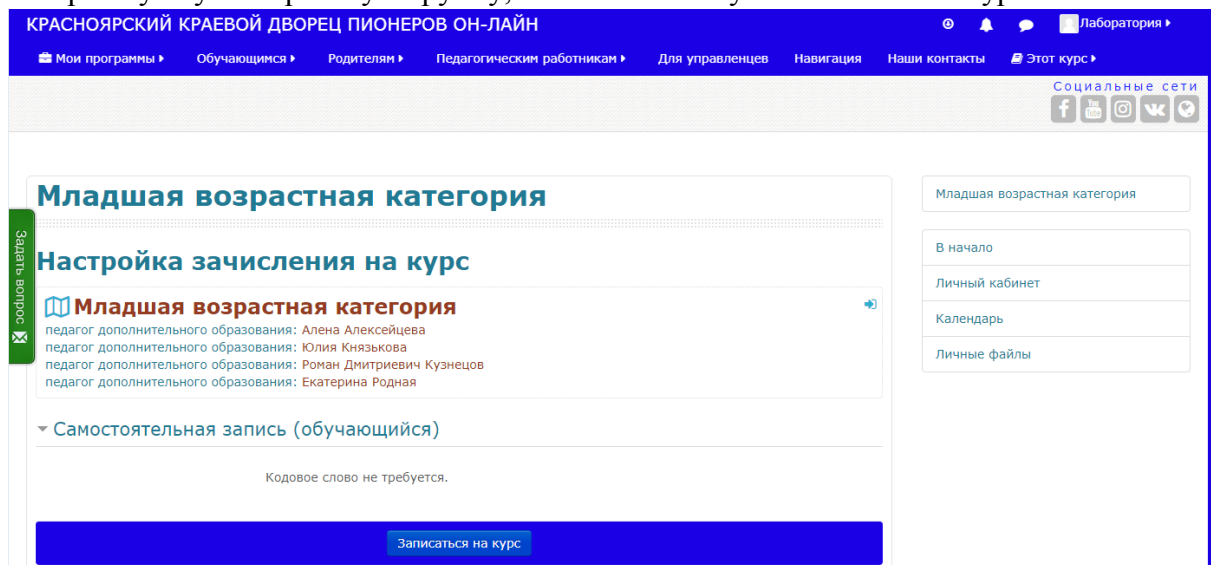 КРАСНОЯРСКИЙ КРАЕВОЙ ДВОРЕЦ ПИОНЕРОВ ОН-ЛАЙН
Лаборатория
Мои программы
Обучающимся
Родителям
Педагогическим работникам
Для управленцев
Навигация
Наши контакты
Этот курс
Социальные сети
Младшая возрастная категория
Настройка зачисления на курс
Младшая возрастная категория
педагог дополнительного образования: Алена Алексейцева
педагог дополнительного образования: Юлия Князькова
педагог дополнительного образования: Роман Дмитриевич Кузнецов
педагог дополнительного образования: Екатерина Родная
Самостоятельная запись (обучающийся)
Кодовое слово не требуется.
Записаться на курс
Задать вопрос
Младшая возрастная категория
В начало
Личный кабинет
Календарь
Личные файлы